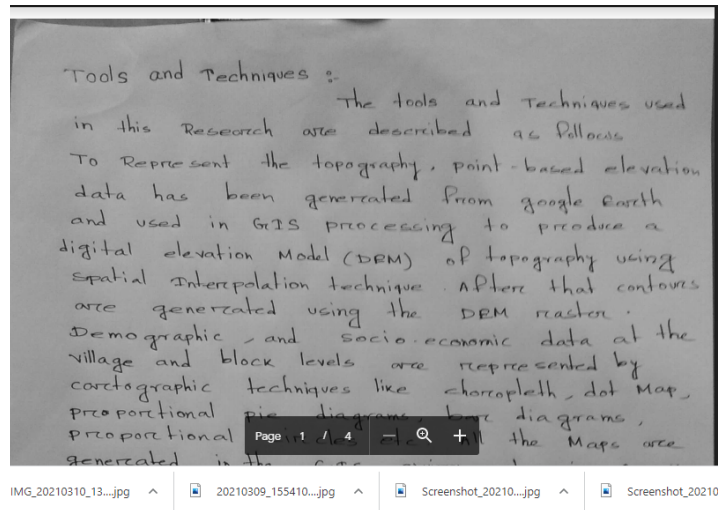 Tools and Techniques :-
The tools and Techniques used
in this Research are described as follows
To Represent the topography, point-based elevation
data has been generated from google Earth
and used in GIS processing to produce a
digital elevation Model (DEM) of topography using
spatial Interpolation technique. After that contours
are generated using the DEM raster.
Demographic, and socio-economic data at the
village and block levels are represented by
cartographic techniques like choropleth, dot Map,
proportional pie diagrams, bar diagrams,
proportional the Maps are
generated in the
Page 1 / 4
IMG_20210310_13....jpg
20210309_155410....jpg
Screenshot_20210....jpg
Screenshot_20210